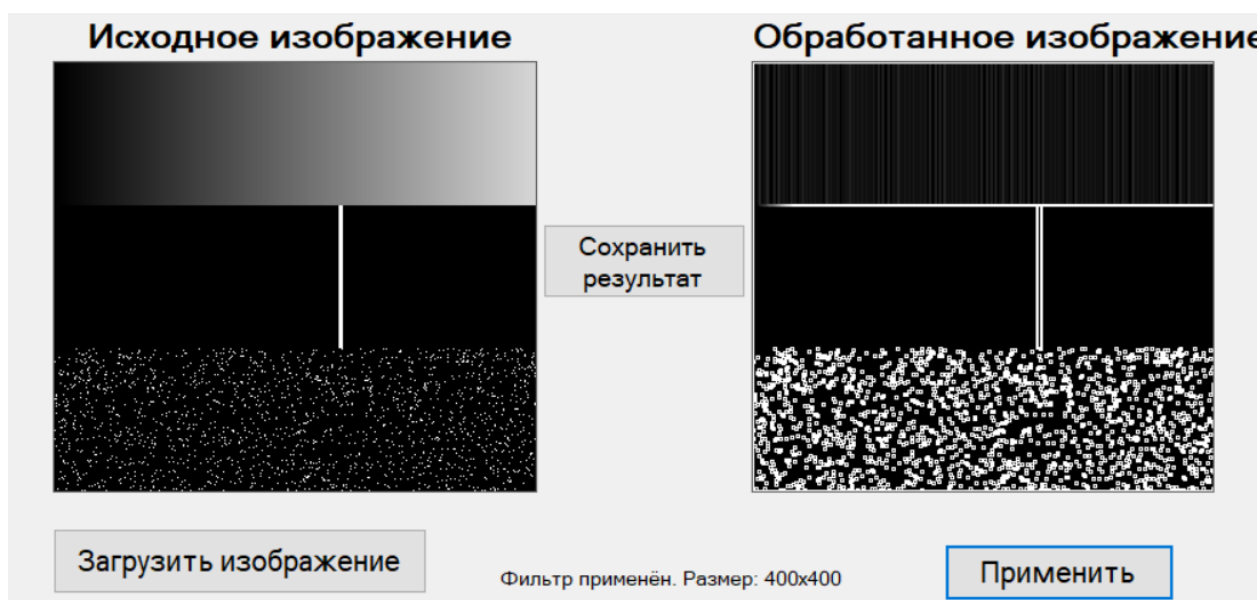 Исходное изображение
Обработанное изображение
Сохранить
результат
Загрузить изображение
Фильтр применён. Размер: 400x400
Применить